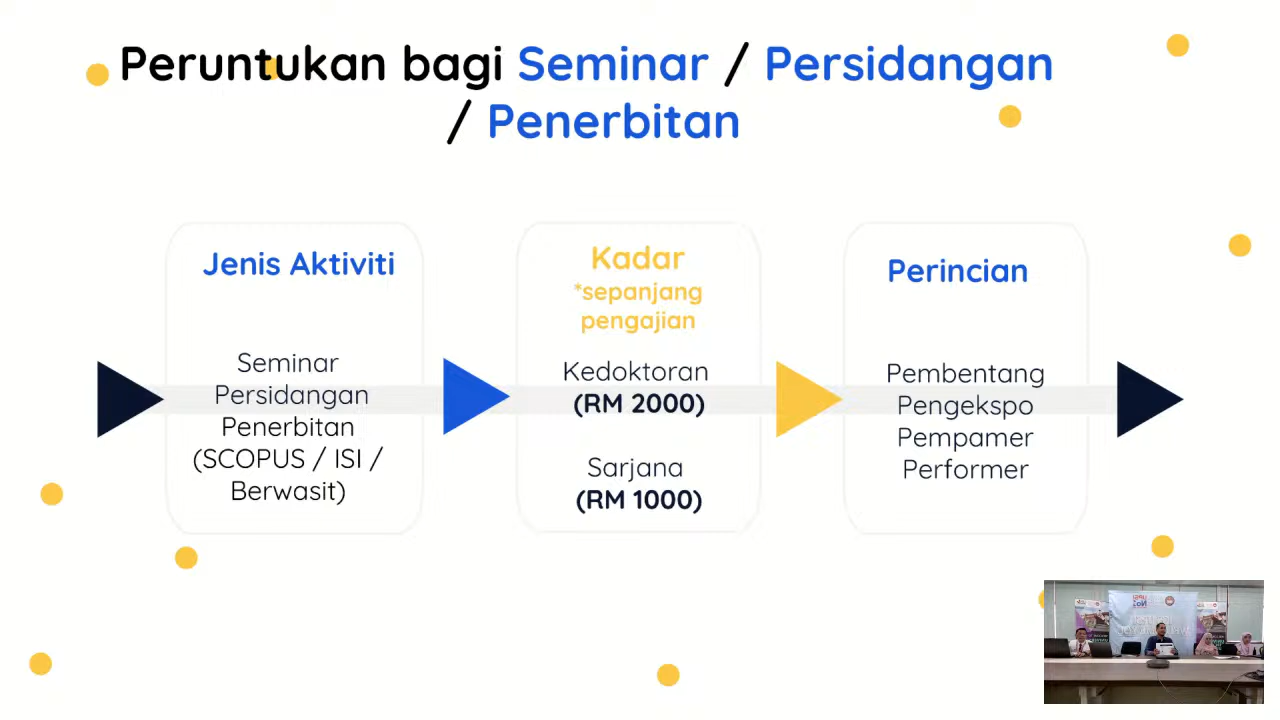 Peruntukan bagi Seminar / Persidangan
/ Penerbitan
Jenis Aktiviti
Seminar
Persidangan
Penerbitan
(SCOPUS / ISI /
Berwasit)
Kadar
*sepanjang
pengajian
Kedoktoran
(RM 2000)
Sarjana
(RM 1000)
Perincian
Pembentang
Pengekspo
Pempamer
Performer